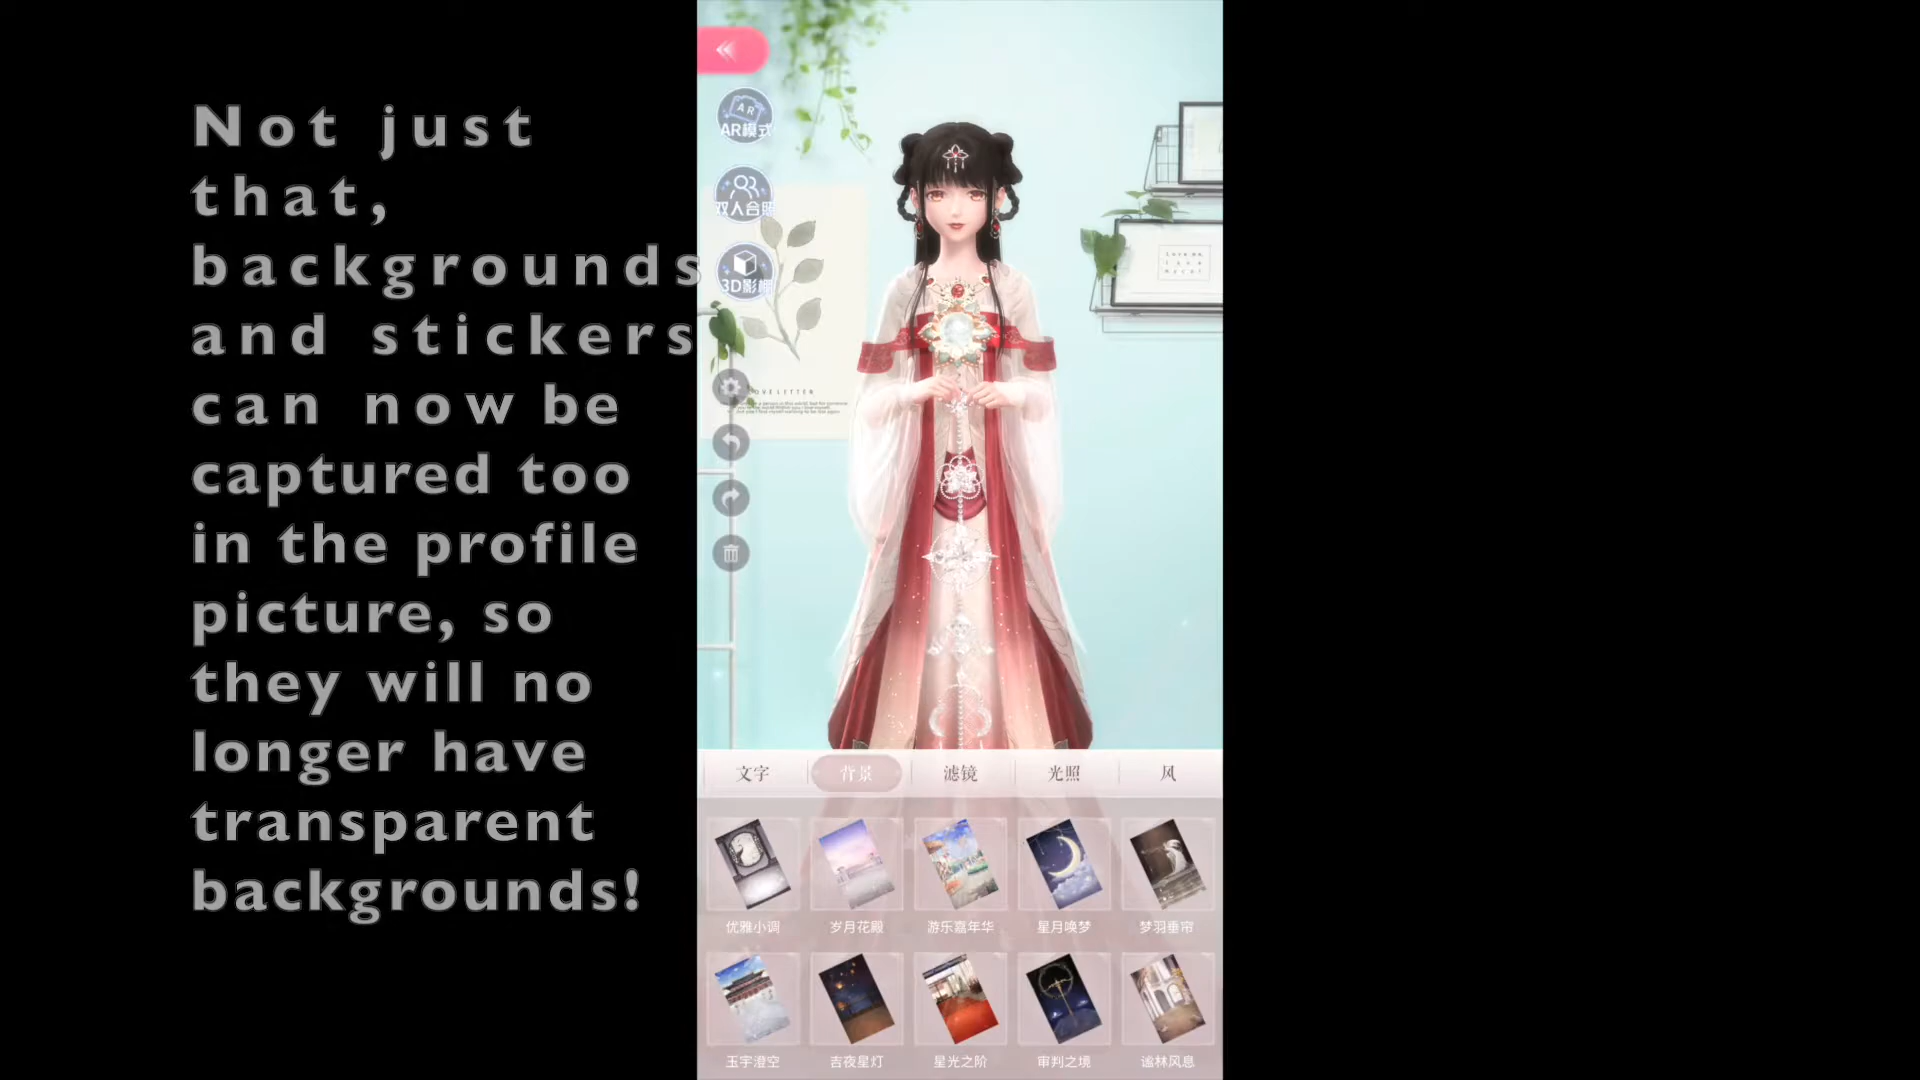 Not just
that,
backgrounds
and stickers
can now be
captured too
in the profile
picture, so
they will no
longer have
transparent
backgrounds!
AR
AR模式
双人合照
3D影棚
文字 背景 滤镜 光照 风
优雅小调 岁月花殿 游乐嘉年华 星月唤梦 梦羽垂帘
玉宇澄空 吉夜星灯 星光之阶 审判之境 谧林风息